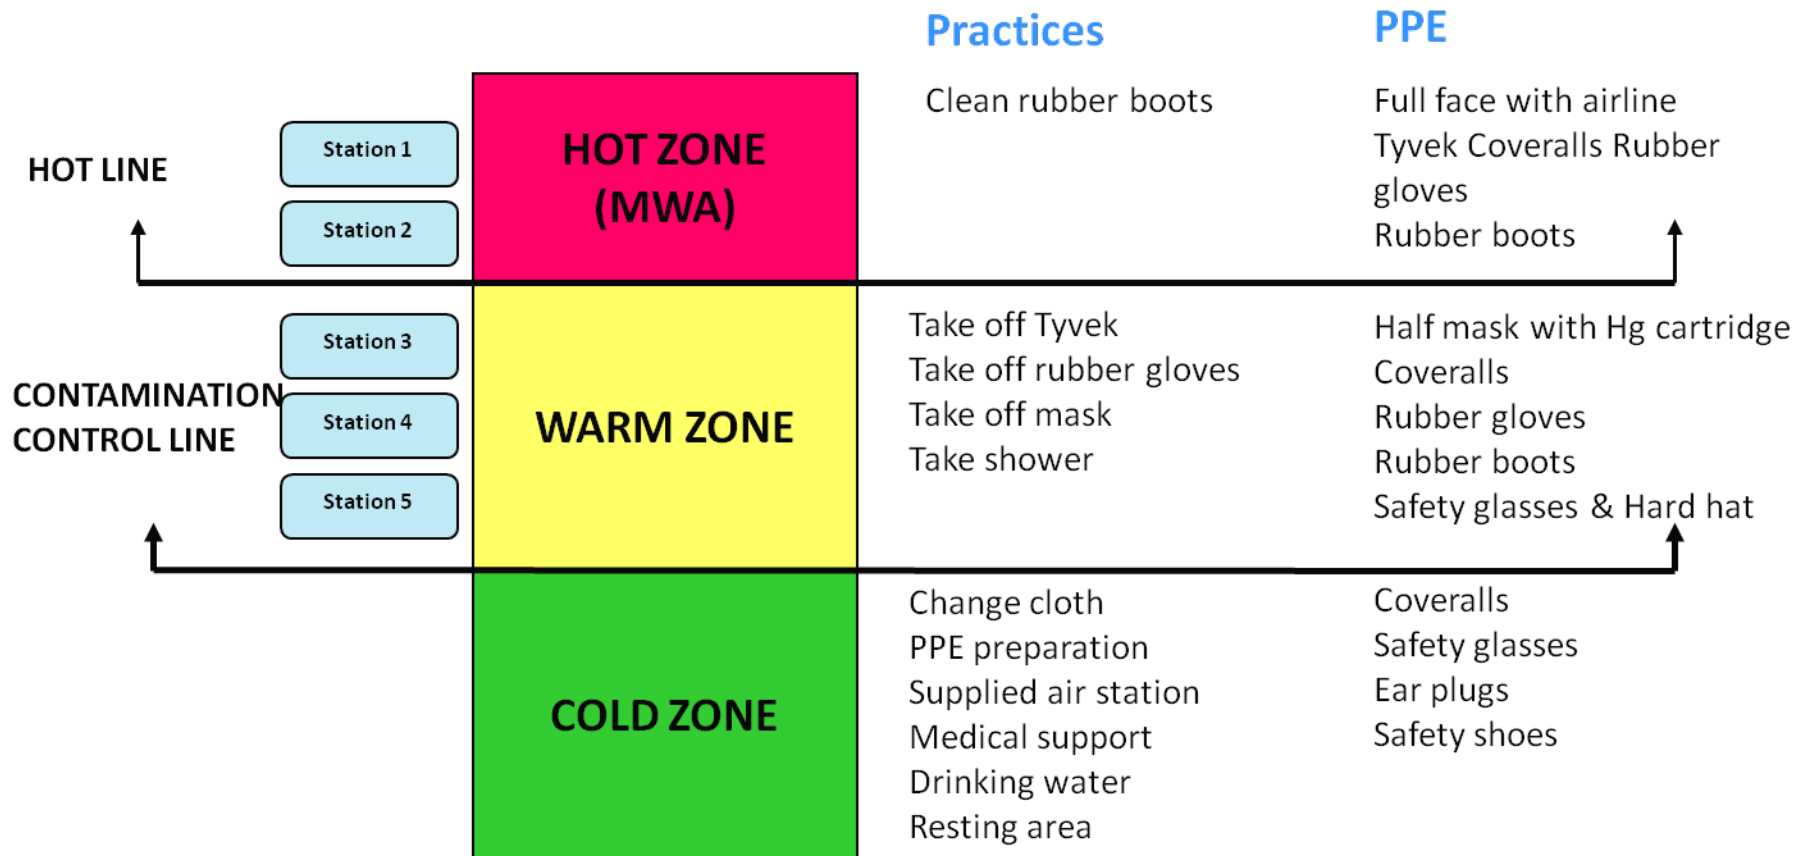 Practices
PPE
HOT LINE
Station 1
Station 2
HOT ZONE
(MWA)
Clean rubber boots
Full face with airline
Tyvek Coveralls Rubber
gloves
Rubber boots
CONTAMINATION
CONTROL LINE
Station 3
Station 4
Station 5
WARM ZONE
Take off Tyvek
Take off rubber gloves
Take off mask
Take shower
Half mask with Hg cartridge
Coveralls
Rubber gloves
Rubber boots
Safety glasses & Hard hat
COLD ZONE
Change cloth
PPE preparation
Supplied air station
Medical support
Drinking water
Resting area
Coveralls
Safety glasses
Ear plugs
Safety shoes